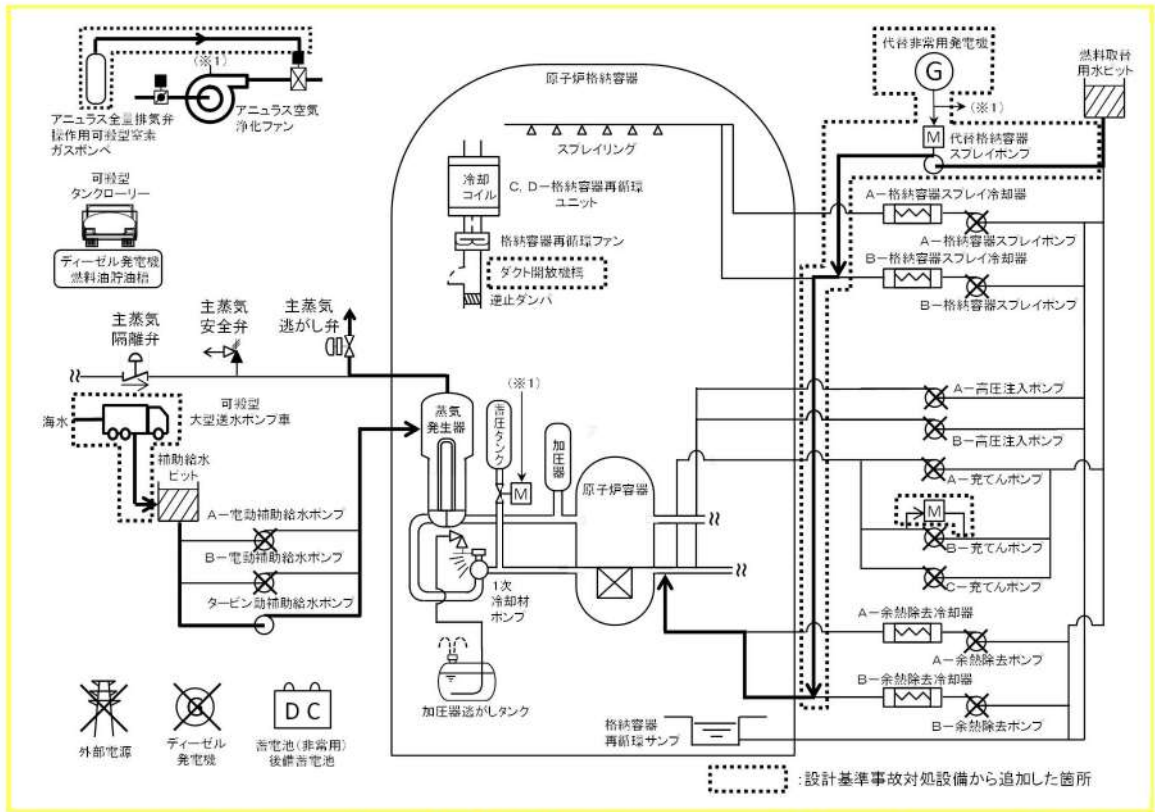 (※1)
アニュラス空気
浄化ファン
アニュラス全量排気弁
操作用可搬型窒素
ガスボンベ
可搬型
タンクローリー
ディーゼル発電機
燃料油貯油槽
原子炉格納容器
スプレイリング
冷却
コイル
C,D-格納容器再循環
ユニット
格納容器再循環ファン
ダクト開放機構
逆止ダンパ
代替非常用発電機
G
(※1)
M
代替格納容器
スプレイポンプ
燃料取替
用水ピット
A-格納容器スプレイ冷却器
A-格納容器スプレイポンプ
B-格納容器スプレイ冷却器
B-格納容器スプレイポンプ
主蒸気
隔離弁
主蒸気
安全弁
主蒸気
逃がし弁
海水
可搬型
大型送水ポンプ車
補助給水
ピット
A-電動補助給水ポンプ
B-電動補助給水ポンプ
タービン動補助給水ポンプ
蒸気
発生器
蓄圧タンク
(※1)
M
加圧器
原子炉容器
1次
冷却材
ポンプ
加圧器逃がしタンク
A-高圧注入ポンプ
B-高圧注入ポンプ
A-充てんポンプ
M
B-充てんポンプ
C-充てんポンプ
A-余熱除去冷却器
A-余熱除去ポンプ
B-余熱除去冷却器
B-余熱除去ポンプ
格納容器
再循環サンプ
外部電源
G
ディーゼル
発電機
DC
蓄電池(非常用)
後備蓄電池
:設計基準事故対処設備から追加した箇所